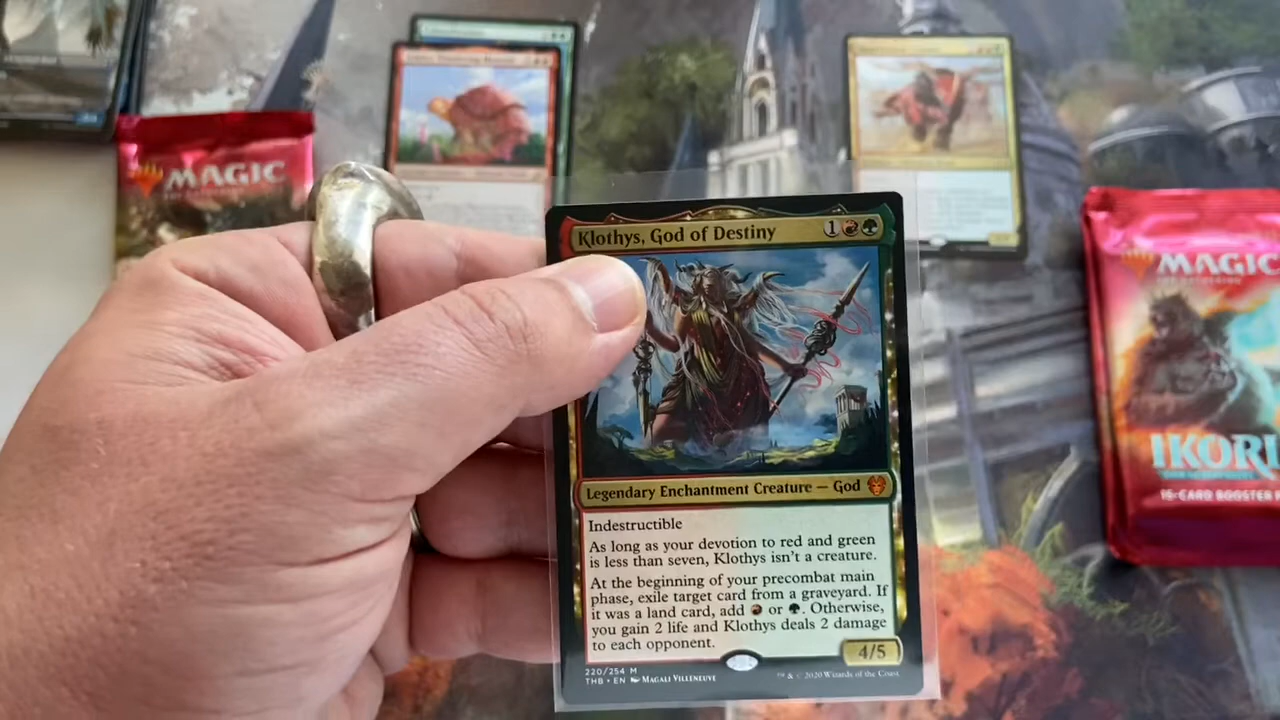 MAGIC
Klothys, God of Destiny 1
MAGIC
IKORI
Legendary Enchantment Creature — God
Indestructible
As long as your devotion to red and green
is less than seven, Klothys isn't a creature.
At the beginning of your precombat main
phase, exile target card from a graveyard. If
it was a land card, add or . Otherwise,
you gain 2 life and Klothys deals 2 damage
to each opponent.
4/5
220/254 M
THB • EN MAGALI VILLENEUVE
™ & © 2020 Wizards of the Coast